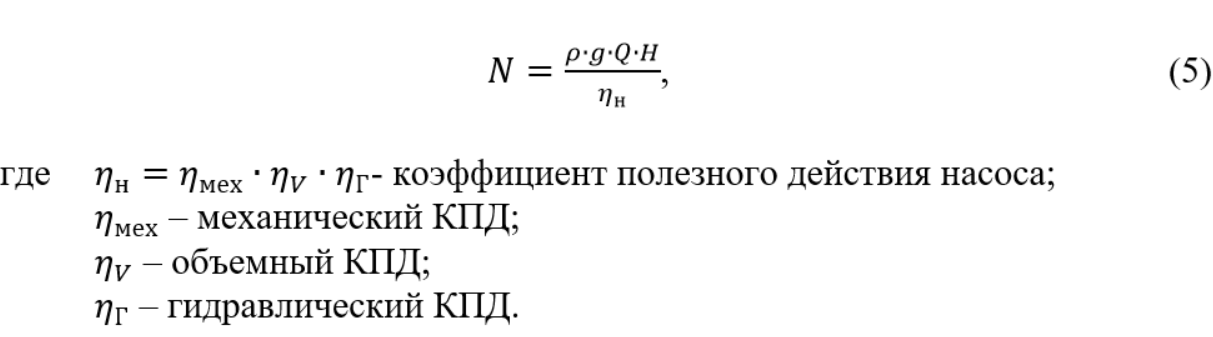 N = ρ·g·Q·H / ηн, (5)
где ηн = ηмех · ηV · ηГ- коэффициент полезного действия насоса;
ηмех – механический КПД;
ηV – объемный КПД;
ηГ – гидравлический КПД.